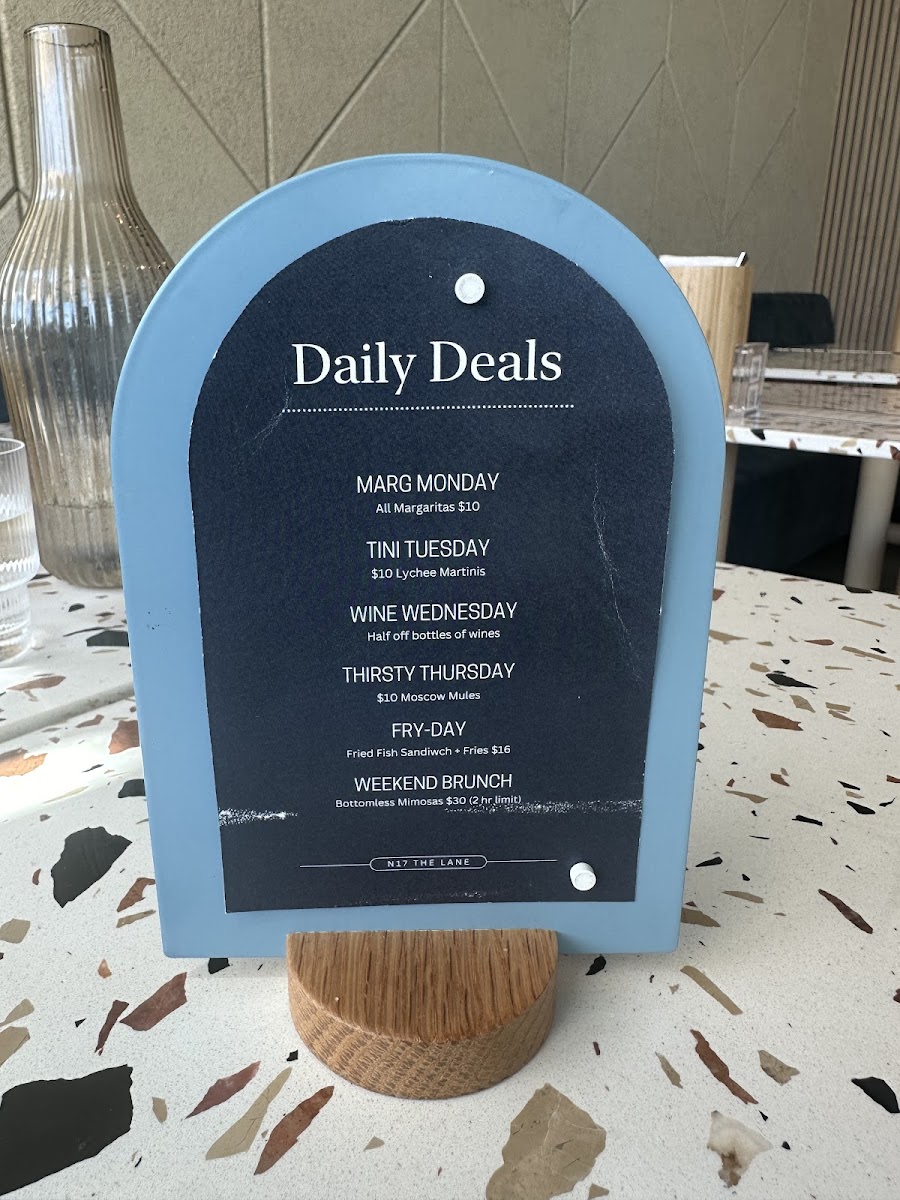 Daily Deals
MARG MONDAY
All Margaritas $10
TINI TUESDAY
$10 Lychee Martinis
WINE WEDNESDAY
Half off bottles of wines
THIRSTY THURSDAY
$10 Moscow Mules
FRY-DAY
Fried Fish Sandiwch + Fries $16
WEEKEND BRUNCH
Bottomless Mimosas $30 (2 hr limit)
N17 THE LANE